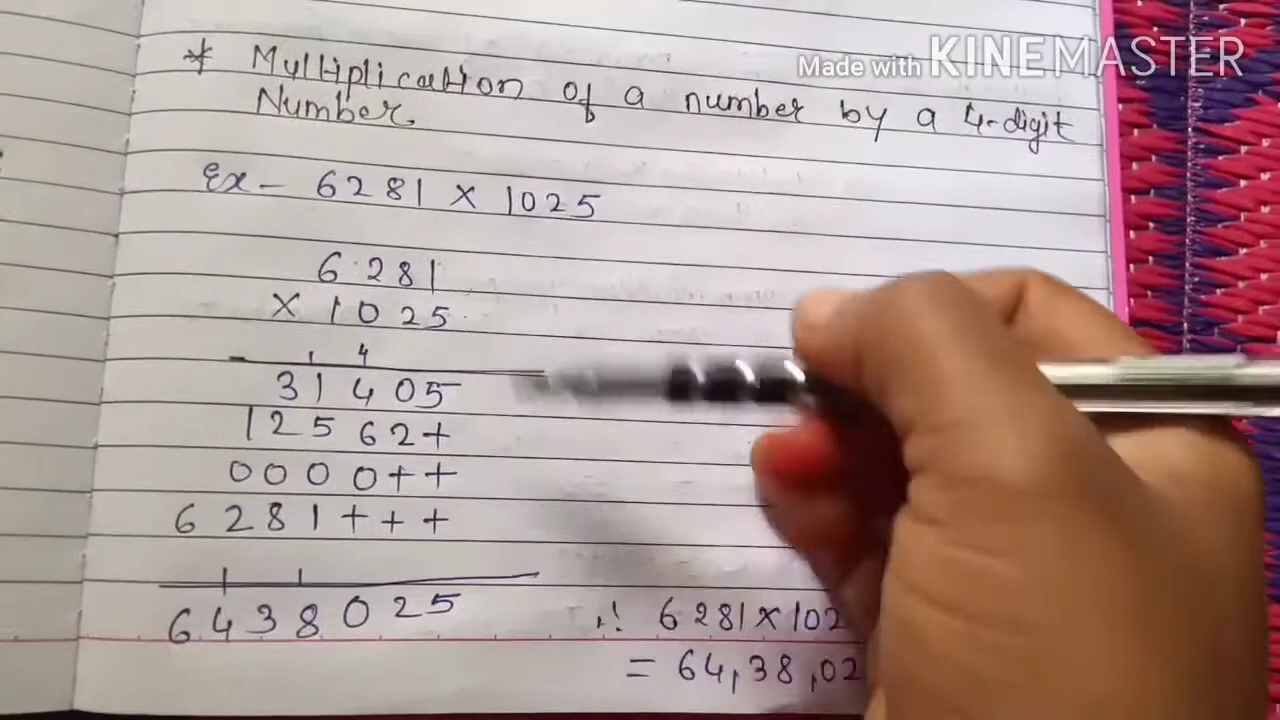 Made with KINEMASTER
* Multiplication of a number by a 4-digit
Number.
Ex - 6281 × 1025
6281
× 1025
1 4
31405
12562+
0000++
6281+++
1 1
6438025
∴ 6281×102
= 64,38,02